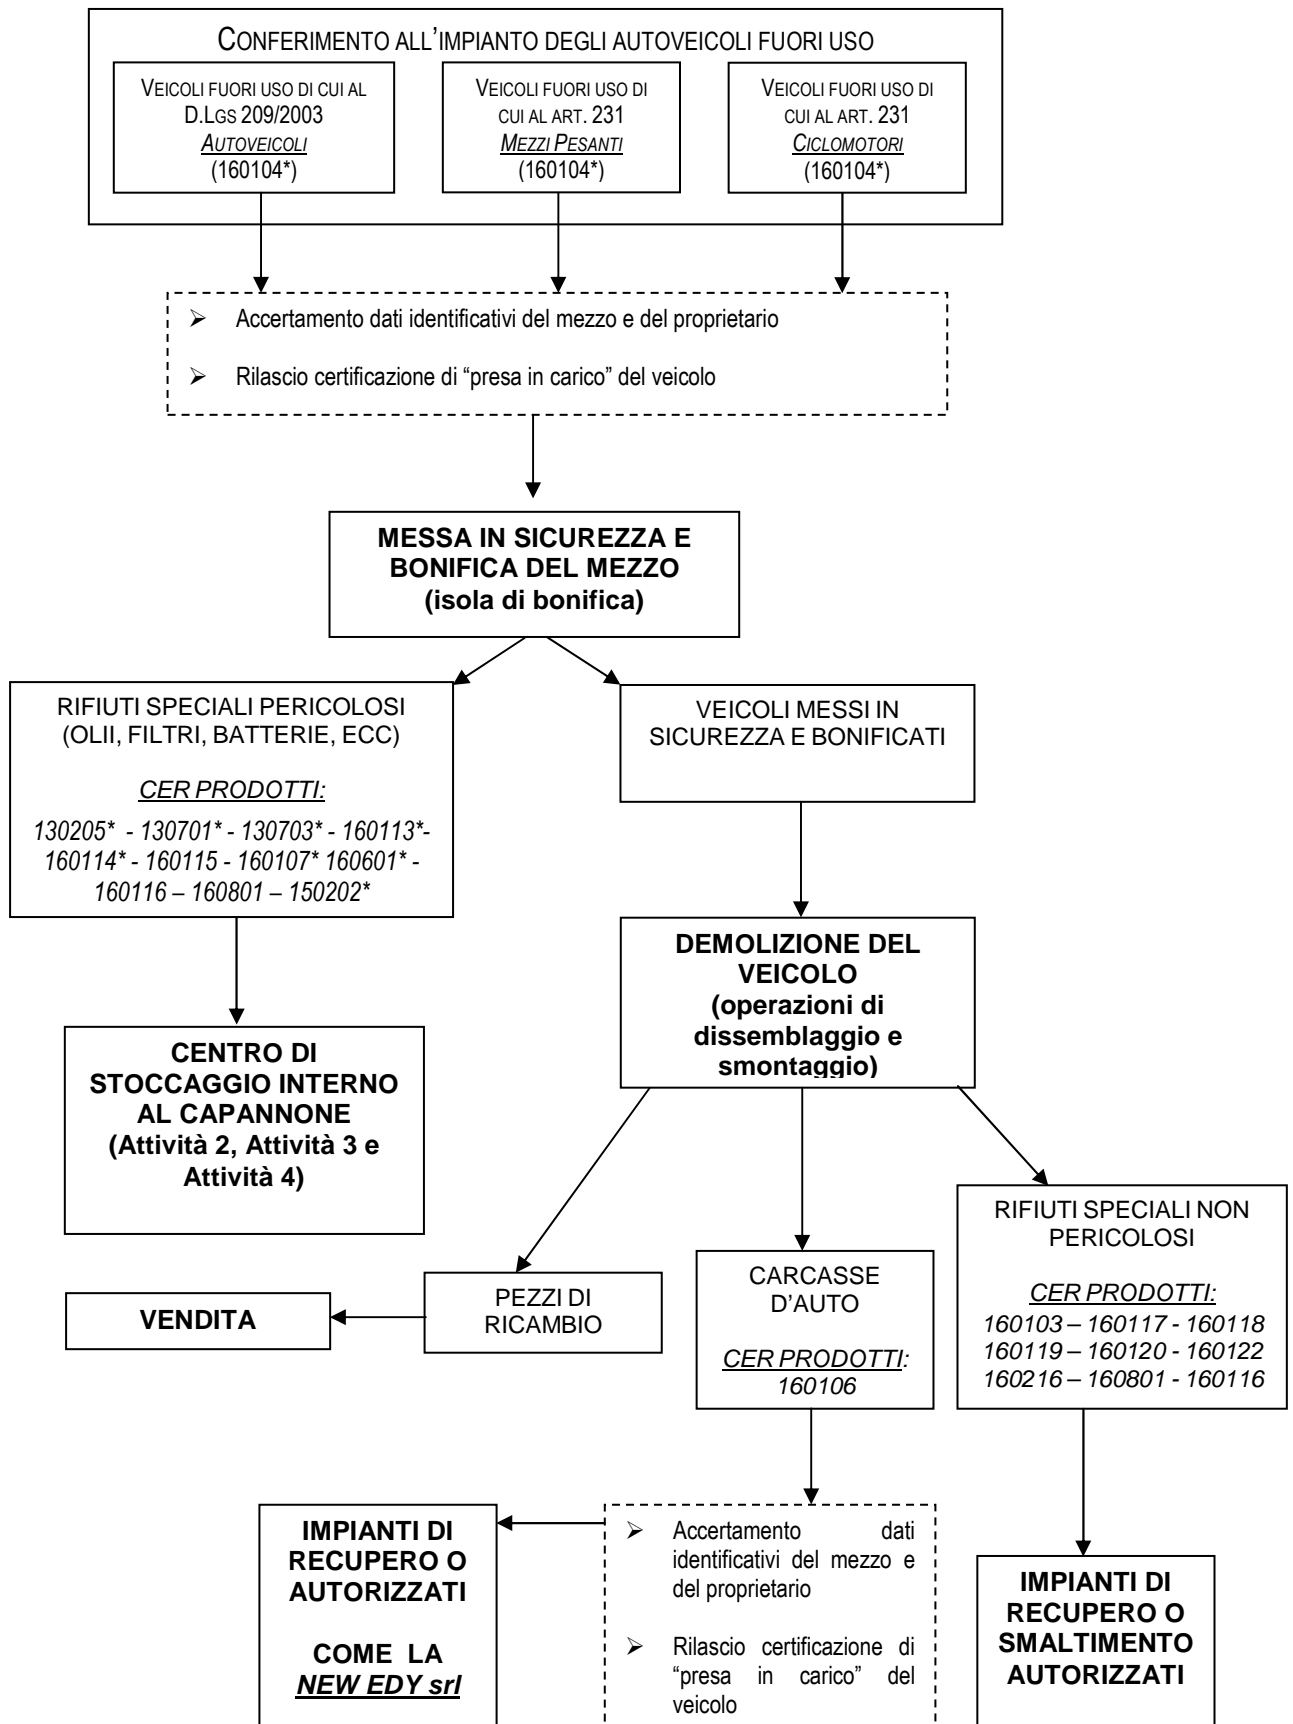 CONFERIMENTO ALL'IMPIANTO DEGLI AUTOVEICOLI FUORI USO
VEICOLI FUORI USO DI CUI AL
D.LGS 209/2003
AUTOVEICOLI
(160104*)
VEICOLI FUORI USO DI
CUI AL ART. 231
MEZZI PESANTI
(160104*)
VEICOLI FUORI USO DI
CUI AL ART. 231
CICLOMOTORI
(160104*)
➢ Accertamento dati identificativi del mezzo e del proprietario
➢ Rilascio certificazione di “presa in carico” del veicolo
MESSA IN SICUREZZA E
BONIFICA DEL MEZZO
(isola di bonifica)
RIFIUTI SPECIALI PERICOLOSI
(OLII, FILTRI, BATTERIE, ECC)
CER PRODOTTI:
130205* - 130701* - 130703* - 160113*-
160114* - 160115 - 160107* 160601* -
160116 – 160801 – 150202*
VEICOLI MESSI IN
SICUREZZA E BONIFICATI
DEMOLIZIONE DEL
VEICOLO
(operazioni di
dissemblaggio e
smontaggio)
CENTRO DI
STOCCAGGIO INTERNO
AL CAPANNONE
(Attività 2, Attività 3 e
Attività 4)
VENDITA
PEZZI DI
RICAMBIO
CARCASSE
D'AUTO
CER PRODOTTI:
160106
RIFIUTI SPECIALI NON
PERICOLOSI
CER PRODOTTI:
160103 – 160117 - 160118
160119 – 160120 - 160122
160216 – 160801 - 160116
IMPIANTI DI
RECUPERO O
AUTORIZZATI
COME LA
NEW EDY srl
➢ Accertamento dati
identificativi del mezzo e
del proprietario
➢ Rilascio certificazione di
“presa in carico” del
veicolo
IMPIANTI DI
RECUPERO O
SMALTIMENTO
AUTORIZZATI